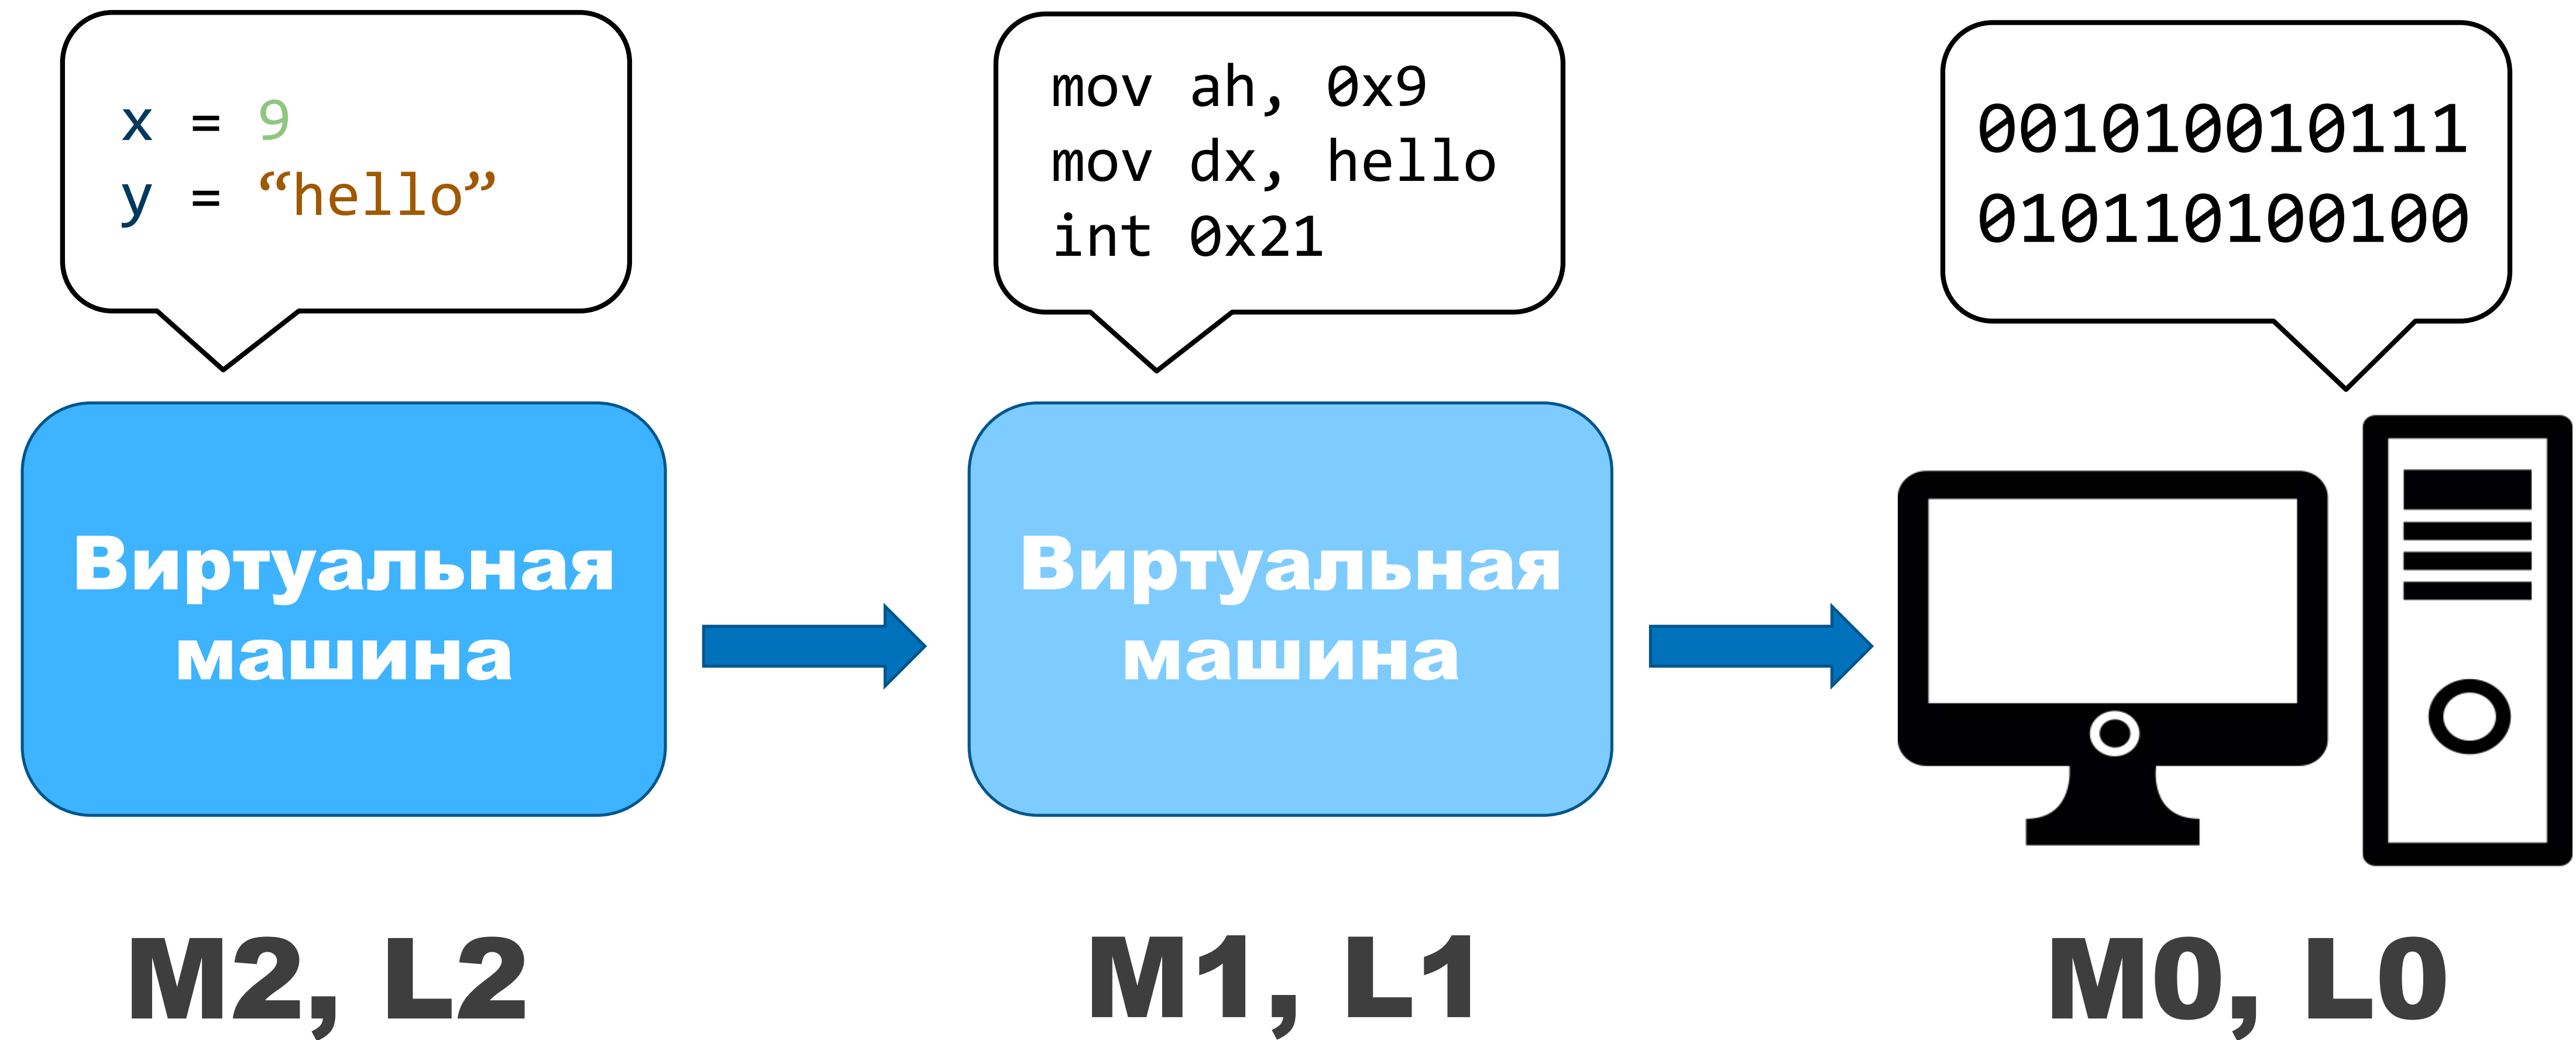 x = 9
y = “hello”
mov ah, 0x9
mov dx, hello
int 0x21
001010010111
010110100100
Виртуальная
машина
Виртуальная
машина
M2, L2
M1, L1
M0, L0